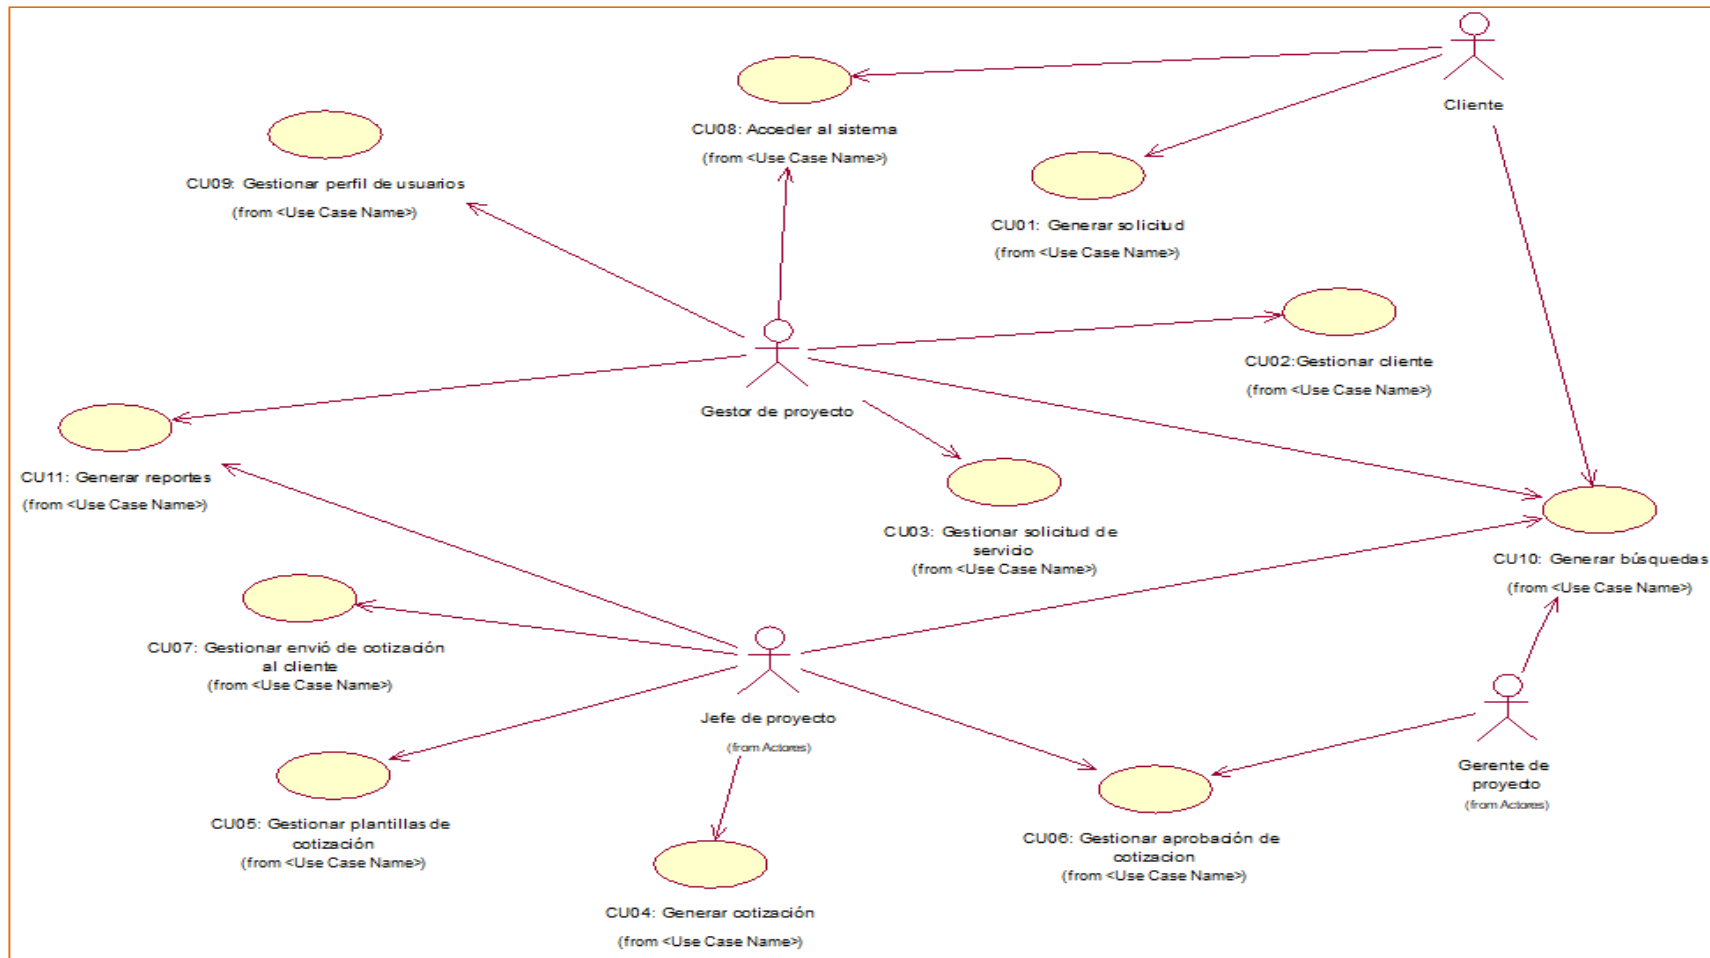 Cliente
CU08: Acceder al sistema
(from <Use Case Name>)
CU09: Gestionar perfil de usuarios
(from <Use Case Name>)
CU01: Generar solicitud
(from <Use Case Name>)
CU02:Gestionar cliente
(from <Use Case Name>)
Gestor de proyecto
CU11: Generar reportes
(from <Use Case Name>)
CU03: Gestionar solicitud de
servicio
(from <Use Case Name>)
CU10: Generar búsquedas
(from <Use Case Name>)
CU07: Gestionar envió de cotización
al cliente
(from <Use Case Name>)
Jefe de proyecto
(from Actores)
Gerente de
proyecto
(from Actores)
CU05: Gestionar plantillas de
cotización
(from <Use Case Name>)
CU06: Gestionar aprobación de
cotizacion
(from <Use Case Name>)
CU04: Generar cotización
(from <Use Case Name>)